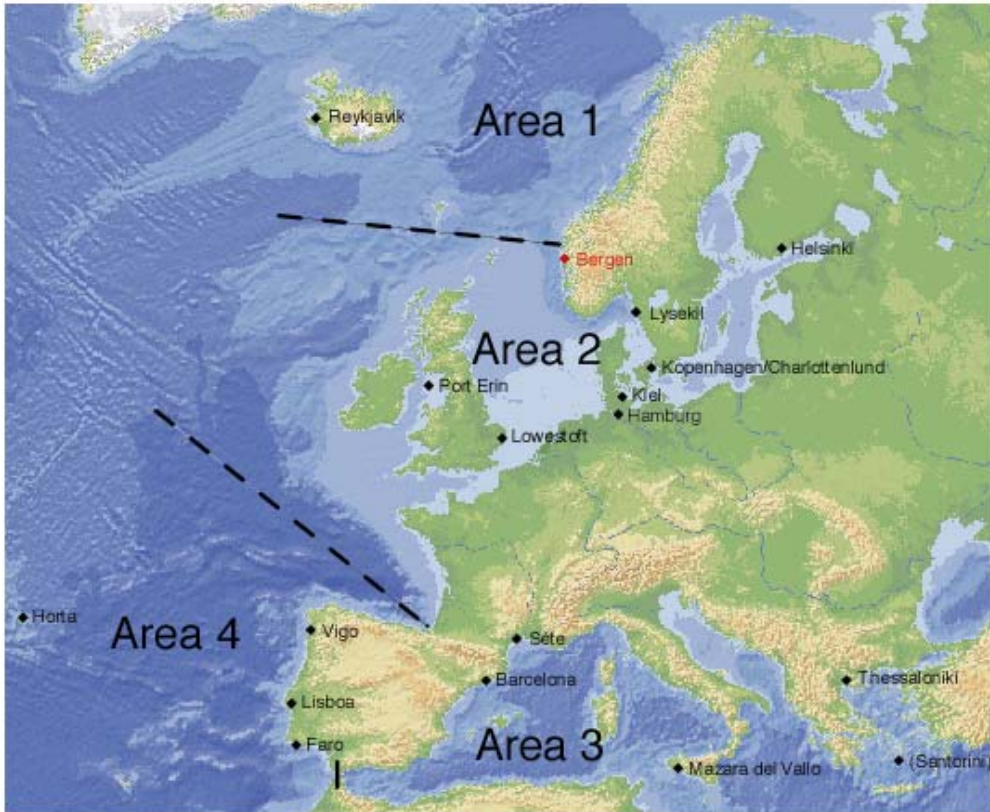 Area 1
Reykjavik
Helsinki
Bergen
Lysekil
Area 2
Kopenhagen/Charlottenlund
Port Erin
Kiel
Hamburg
Lowestoft
Horta
Area 4
Vigo
Séte
Barcelona
Thessaloniki
Lisboa
Faro
Area 3
Mazara del Vallo
(Santorini)